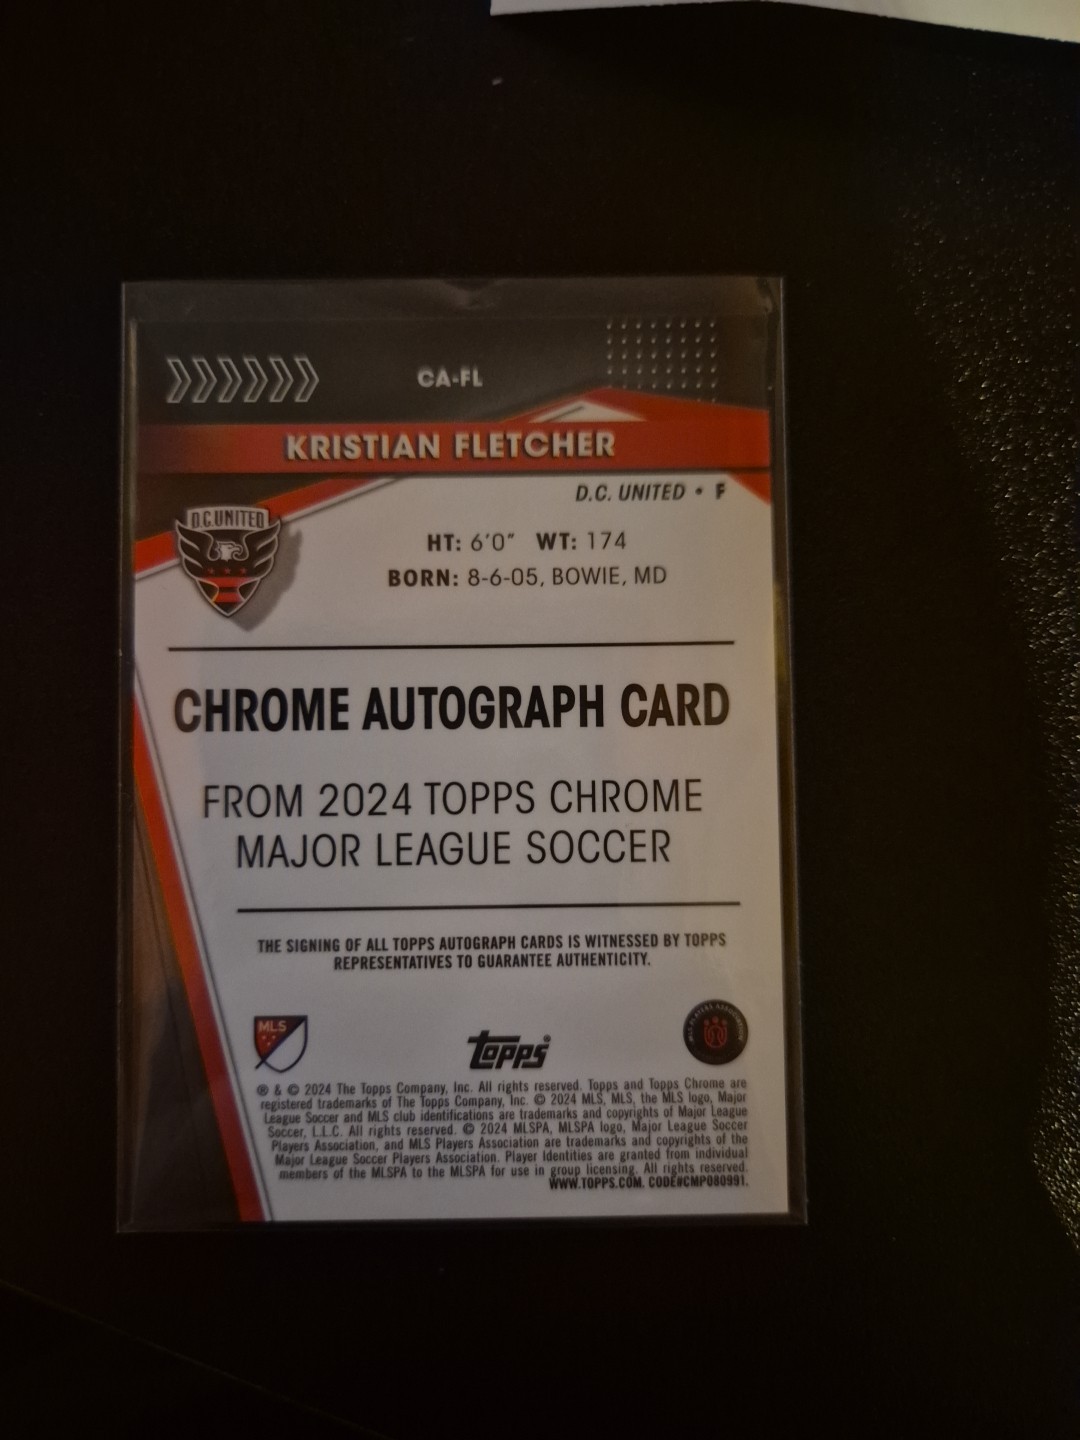 CA-FL
KRISTIAN FLETCHER
D.C. UNITED • F
D.C.UNITED
HT: 6'0" WT: 174
BORN: 8-6-05, BOWIE, MD
CHROME AUTOGRAPH CARD
FROM 2024 TOPPS CHROME
MAJOR LEAGUE SOCCER
THE SIGNING OF ALL TOPPS AUTOGRAPH CARDS IS WITNESSED BY TOPPS
REPRESENTATIVES TO GUARANTEE AUTHENTICITY.
MLS
topps®
® & © 2024 The Topps Company, Inc. All rights reserved. Topps and Topps Chrome are
registered trademarks of The Topps Company, Inc. © 2024 MLS, MLS, the MLS logo, Major
League Soccer and MLS club identifications are trademarks and copyrights of Major League
Soccer, L.L.C. All rights reserved. © 2024 MLSPA, MLSPA logo, Major League Soccer
Players Association, and MLS Players Association are trademarks and copyrights of the
Major League Soccer Players Association. Player Identities are granted from individual
members of the MLSPA to the MLSPA for use in group licensing. All rights reserved.
WWW.TOPPS.COM. CODE#CMP080991.